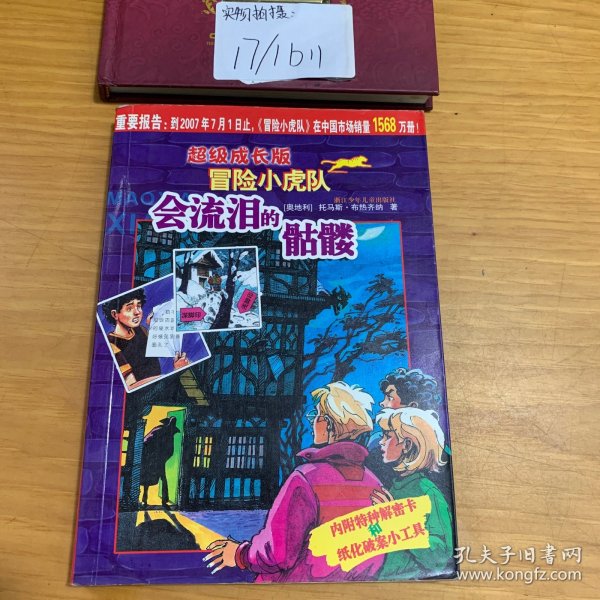 实物拍摄:
17/1611
重要报告:到2007年7月1日止,《冒险小虎队》在中国市场销量1568万册!
超级成长版
冒险小虎队
浙江少年儿童出版社
[奥地利] 托马斯·布热齐纳 著
会流泪的
骷髅
内附特种解密卡
和
纸化破案小工具
孔夫子旧书网
www.kongfz.com